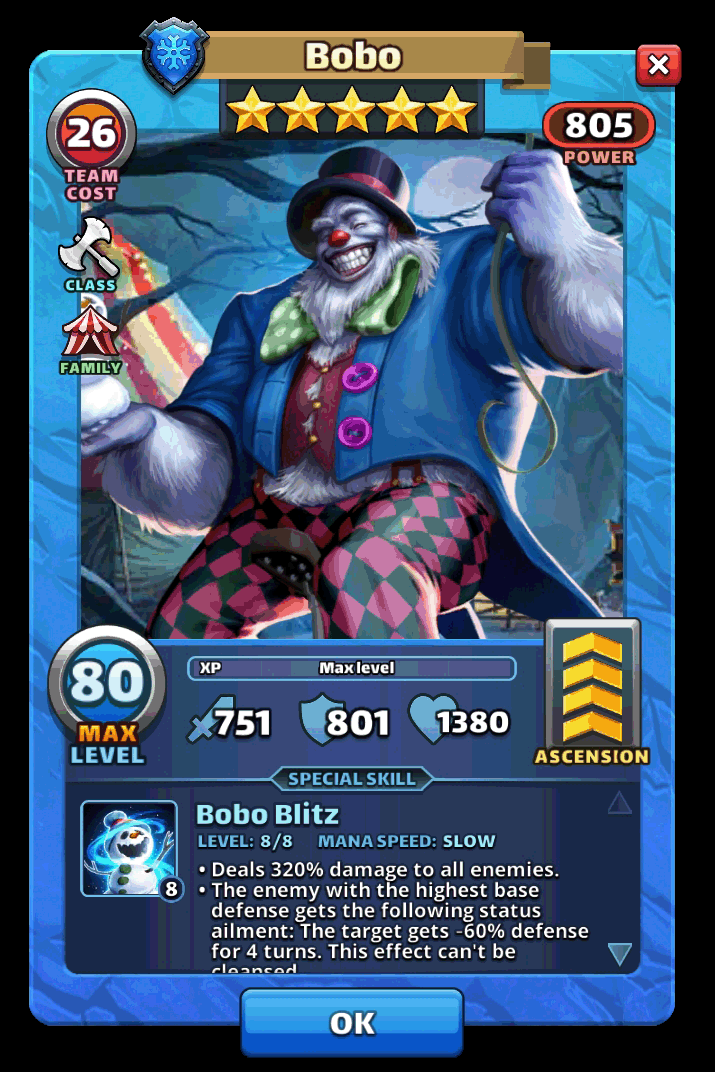 Bobo
26
TEAM
COST
805
POWER
CLASS
FAMILY
80
MAX
LEVEL
XP Max level
751 801 1380
ASCENSION
SPECIAL SKILL
Bobo Blitz
LEVEL: 8/8 MANA SPEED: SLOW
8
• Deals 320% damage to all enemies.
• The enemy with the highest base
defense gets the following status
ailment: The target gets -60% defense
for 4 turns. This effect can't be
cleansed
OK